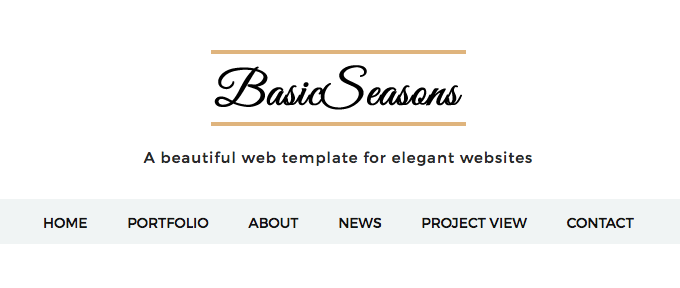 BasicSeasons
A beautiful web template for elegant websites
HOME PORTFOLIO ABOUT NEWS PROJECT VIEW CONTACT